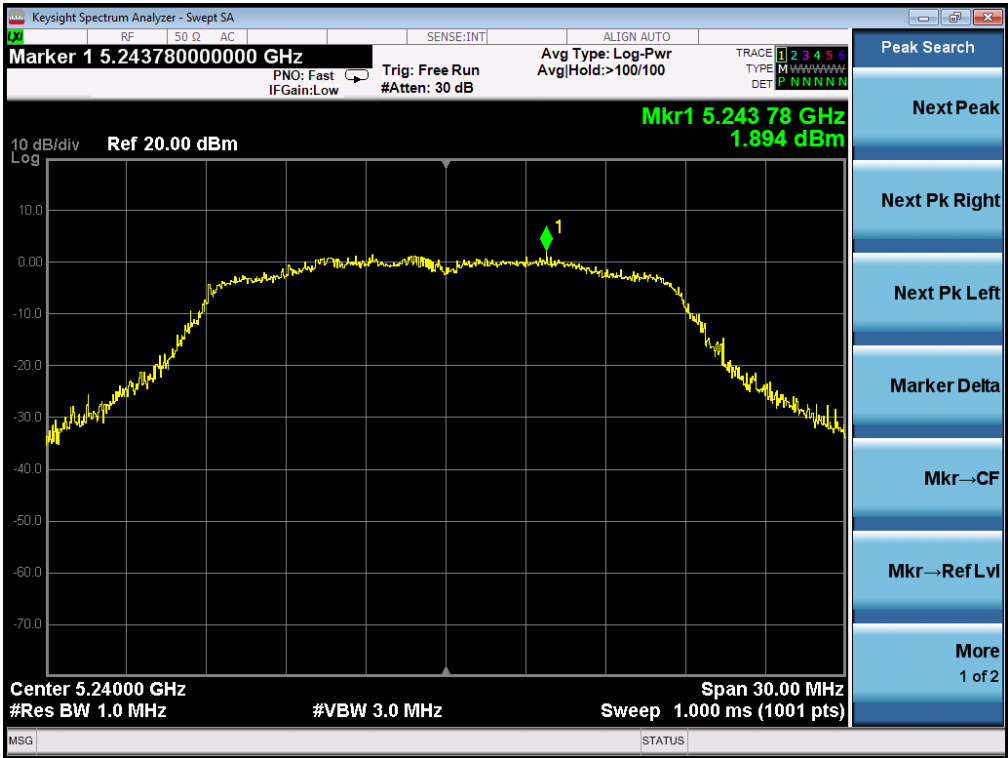 Keysight Spectrum Analyzer - Swept SA
LXI
RF 50 Ω AC SENSE:INT ALIGN AUTO
Marker 1 5.243780000000 GHz
PNO: Fast
IFGain:Low
Trig: Free Run
#Atten: 30 dB
Avg Type: Log-Pwr
Avg|Hold:>100/100
TRACE 1 2 3 4 5 6
TYPE M WWWWW
DET P N N N N N
Mkr1 5.243 78 GHz
1.894 dBm
10 dB/div Ref 20.00 dBm
Log
10.0
0.00
-10.0
-20.0
-30.0
-40.0
-50.0
-60.0
-70.0
1
Center 5.24000 GHz Span 30.00 MHz
#Res BW 1.0 MHz #VBW 3.0 MHz Sweep 1.000 ms (1001 pts)
MSG STATUS
Peak Search
Next Peak
Next Pk Right
Next Pk Left
Marker Delta
Mkr→CF
Mkr→Ref Lvl
More
1 of 2